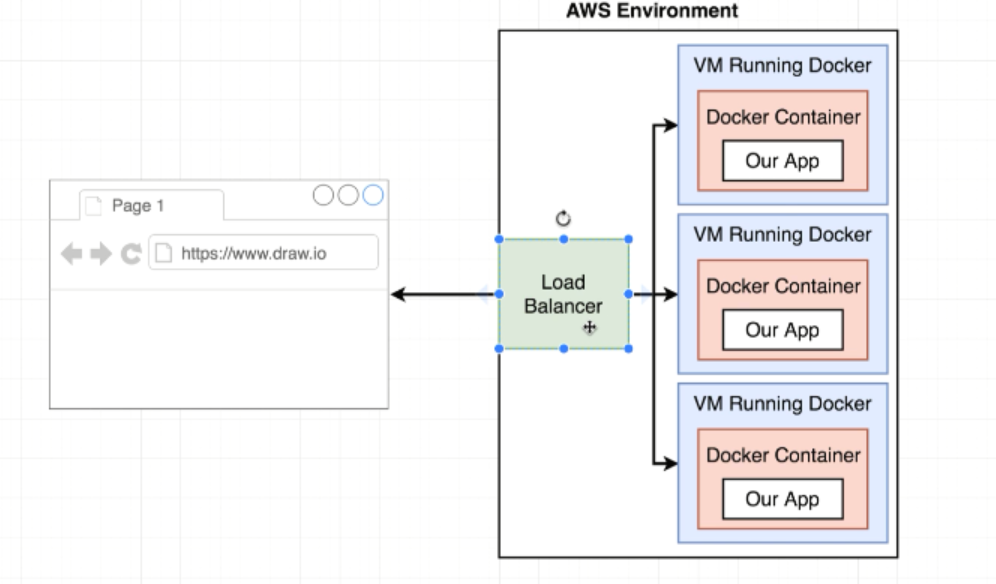 AWS Environment
VM Running Docker
Docker Container
Our App
Page 1
https://www.draw.io
Load
Balancer
VM Running Docker
Docker Container
Our App
VM Running Docker
Docker Container
Our App